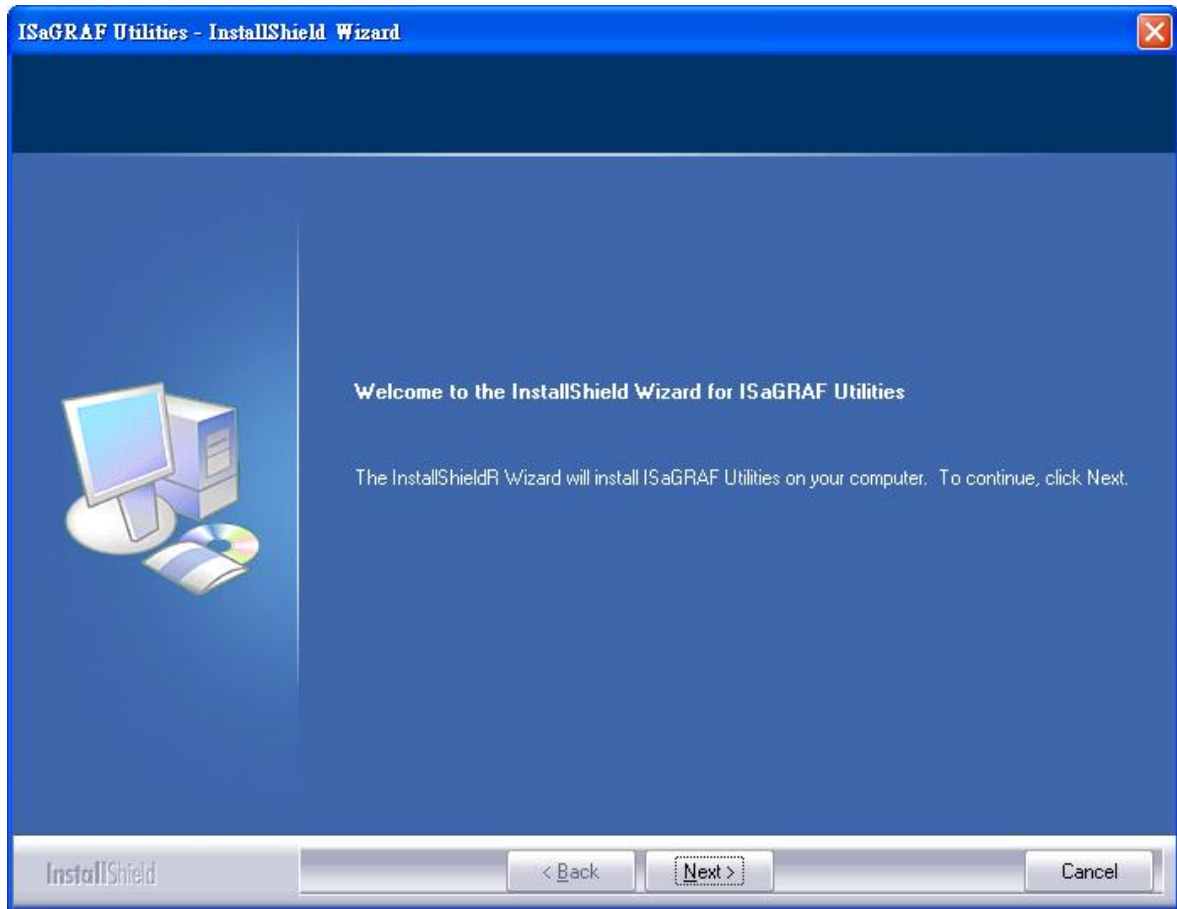 ISaGRAF Utilities - InstallShield Wizard
Welcome to the InstallShield Wizard for ISaGRAF Utilities
The InstallShieldR Wizard will install ISaGRAF Utilities on your computer. To continue, click Next.
InstallShield
< Back
Next >
Cancel